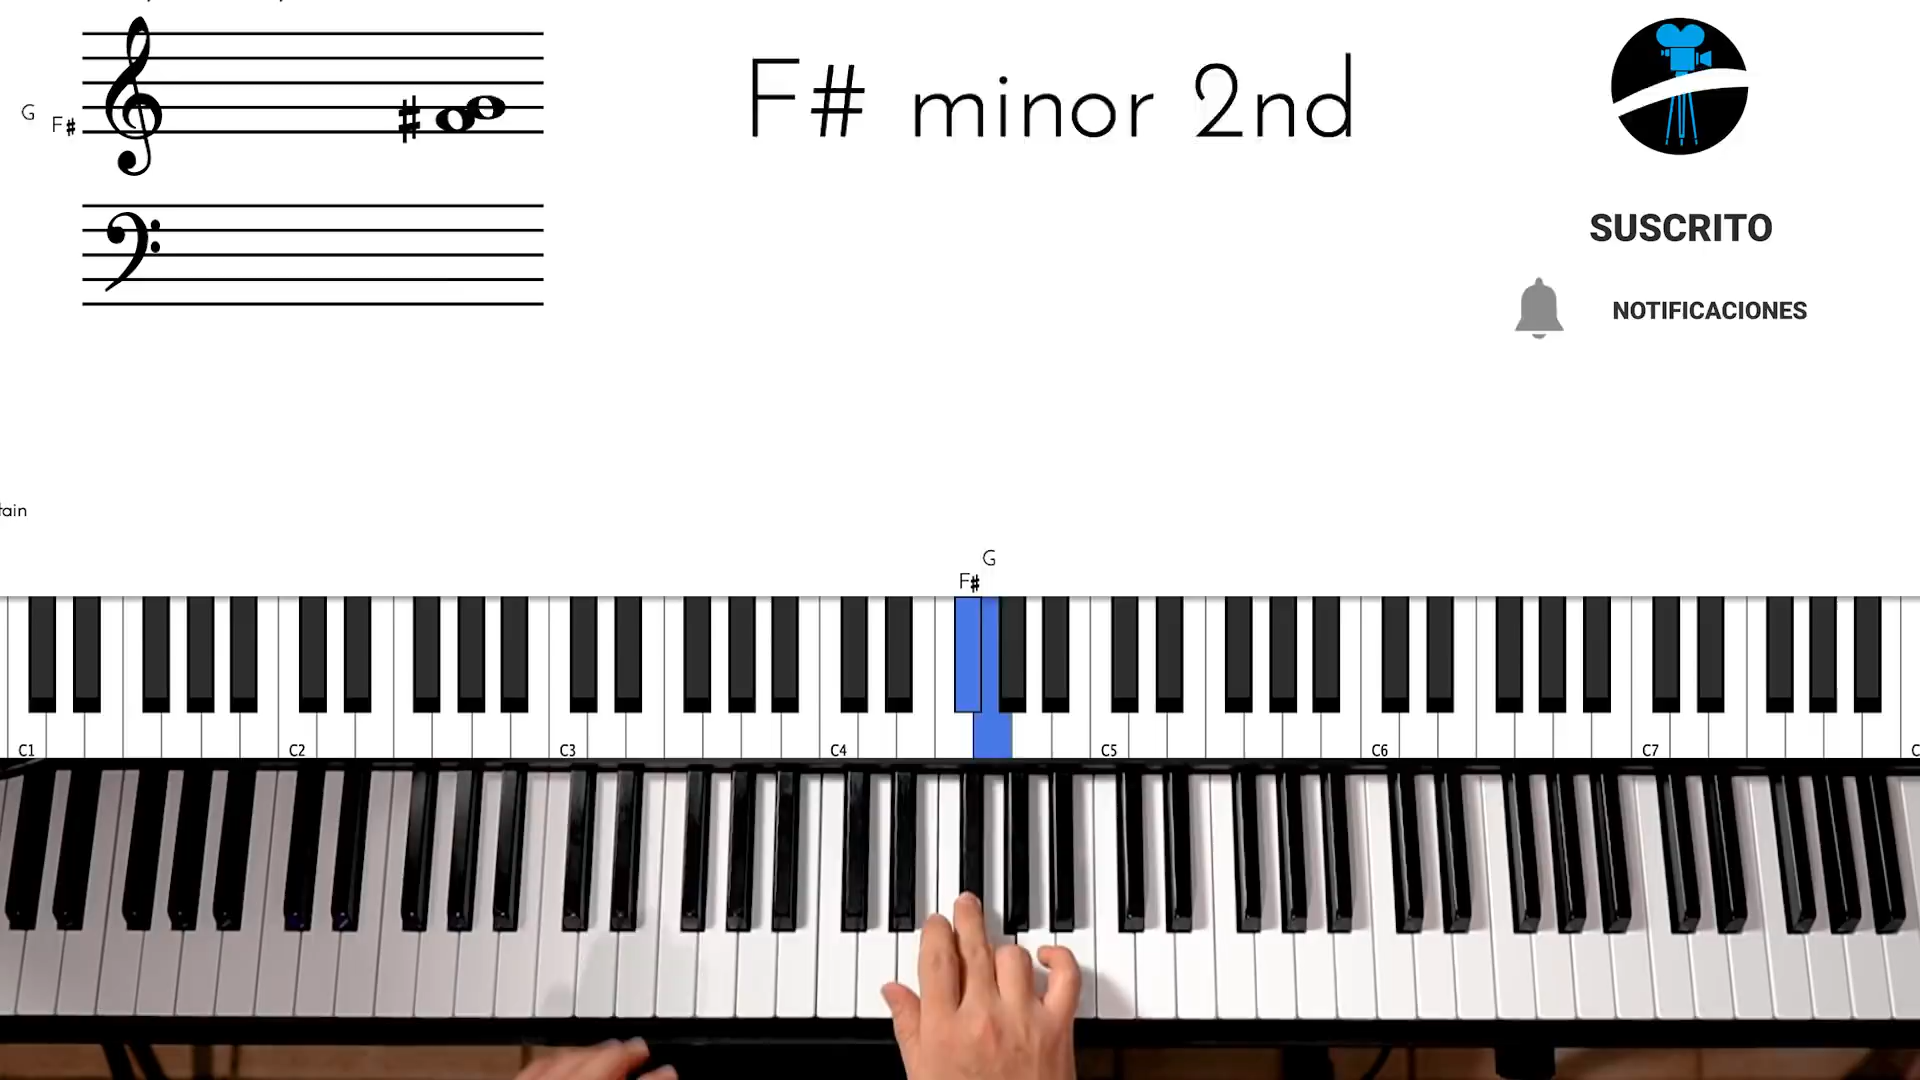 F# minor 2nd
G
F#
SUSCRITO
NOTIFICACIONES
tain
G
F#
C1 C2 C3 C4 C5 C6 C7 C